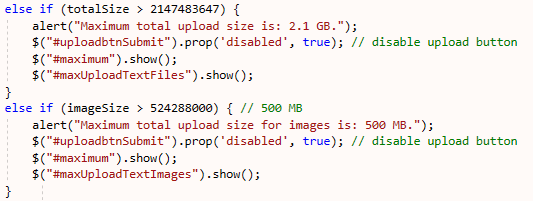 else if (totalSize > 2147483647) {
alert("Maximum total upload size is: 2.1 GB.");
$("#uploadbtnSubmit").prop('disabled', true); // disable upload button
$("#maximum").show();
$("#maxUploadTextFiles").show();
}
else if (imageSize > 524288000) { // 500 MB
alert("Maximum total upload size for images is: 500 MB.");
$("#uploadbtnSubmit").prop('disabled', true); // disable upload button
$("#maximum").show();
$("#maxUploadTextImages").show();
}